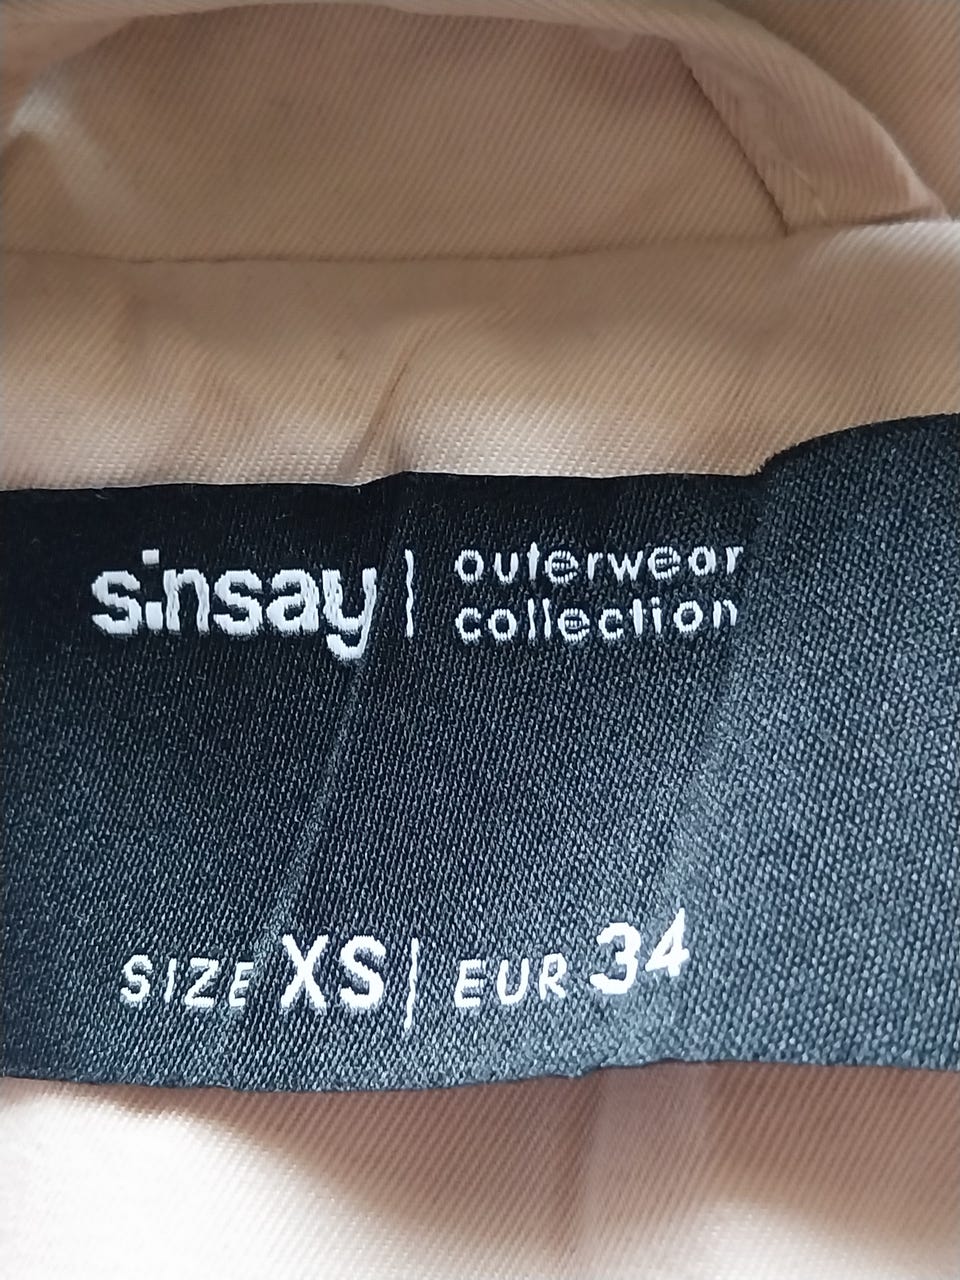 sinsay | outerwear
collection
SIZE XS | EUR 34